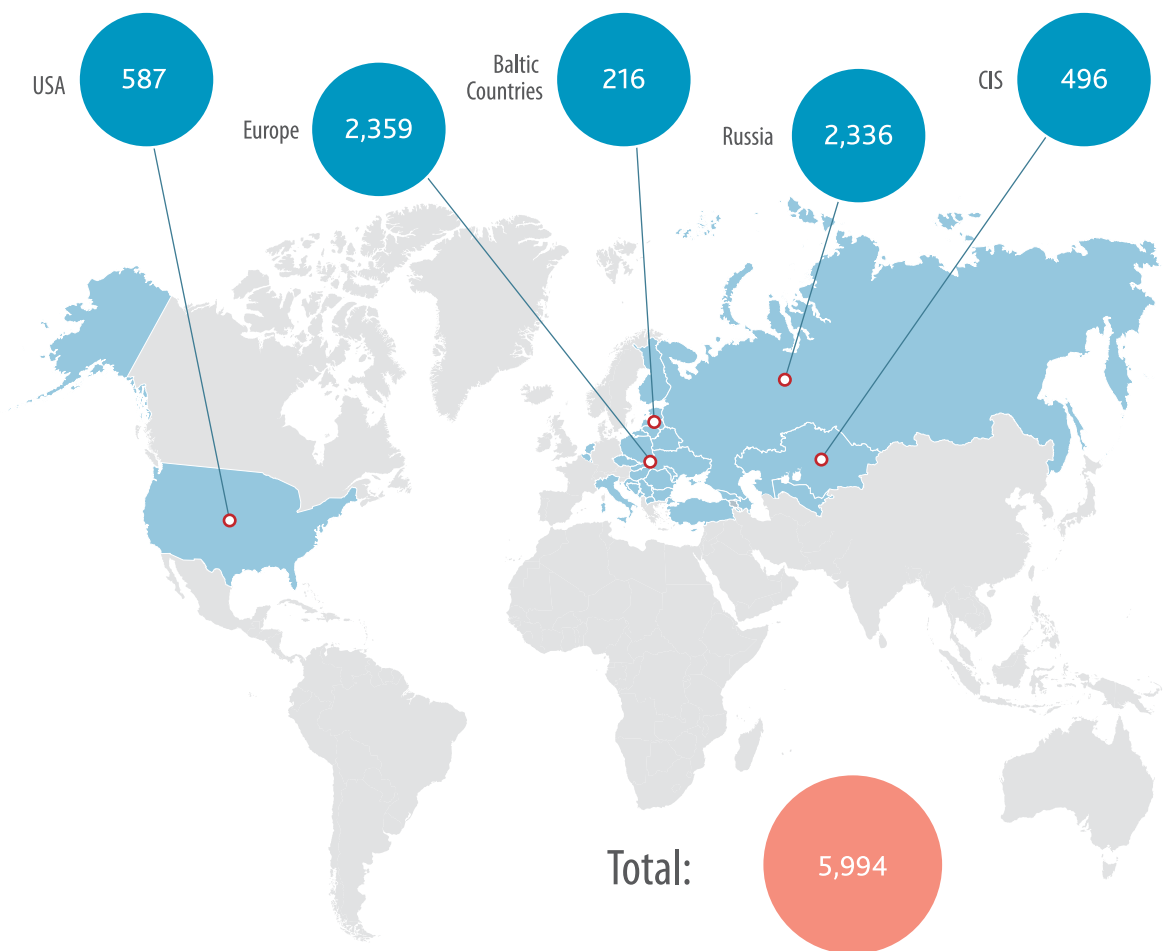 USA
587
Europe
2,359
Baltic
Countries
216
Russia
2,336
CIS
496
Total:
5,994